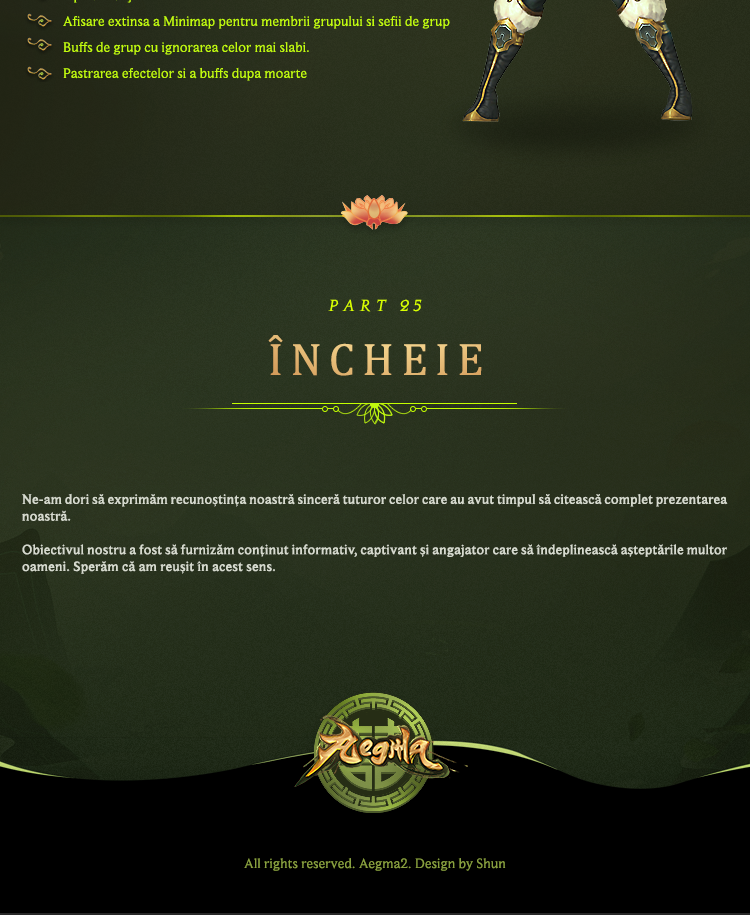 Afisare extinsa a Minimap pentru membrii grupului si sefii de grup
Buffs de grup cu ignorarea celor mai slabi.
Pastrarea efectelor si a buffs dupa moarte
PART 25
ÎNCHEIE
Ne-am dori să exprimăm recunoștința noastră sinceră tuturor celor care au avut timpul să citească complet prezentarea
noastră.
Obiectivul nostru a fost să furnizăm conținut informativ, captivant și angajator care să îndeplinească așteptările multor
oameni. Sperăm că am reușit în acest sens.
Aegma
All rights reserved. Aegma2. Design by Shun